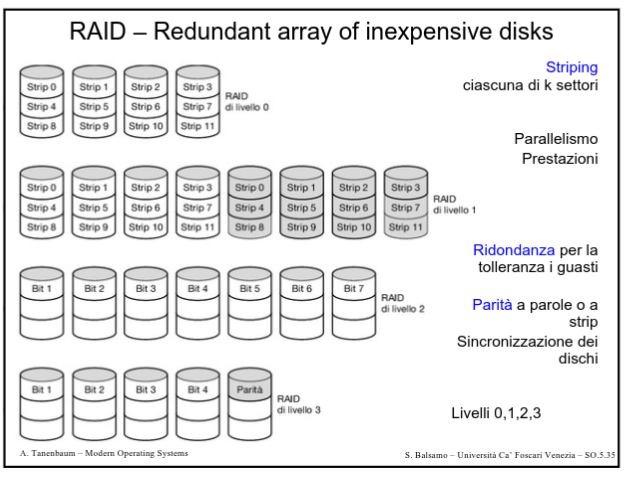 RAID – Redundant array of inexpensive disks
Strip 0 Strip 1 Strip 2 Strip 3
Strip 4 Strip 5 Strip 6 Strip 7
Strip 8 Strip 9 Strip 10 Strip 11
RAID
di livello 0
Striping
ciascuna di k settori
Parallelismo
Prestazioni
Strip 0 Strip 1 Strip 2 Strip 3 Strip 0 Strip 1 Strip 2 Strip 3
Strip 4 Strip 5 Strip 6 Strip 7 Strip 4 Strip 5 Strip 6 Strip 7
Strip 8 Strip 9 Strip 10 Strip 11 Strip 8 Strip 9 Strip 10 Strip 11
RAID
di livello 1
Ridondanza per la
tolleranza i guasti
Bit 1 Bit 2 Bit 3 Bit 4 Bit 5 Bit 6 Bit 7
RAID
di livello 2
Parità a parole o a
strip
Sincronizzazione dei
dischi
Bit 1 Bit 2 Bit 3 Bit 4 Parità
RAID
di livello 3
Livelli 0,1,2,3
A. Tanenbaum – Modern Operating Systems
S. Balsamo – Università Ca' Foscari Venezia – SO.5.35